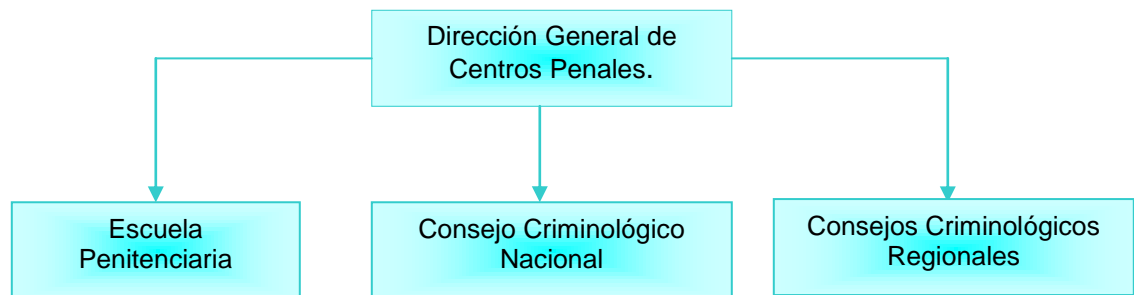 Dirección General de
Centros Penales.
Escuela
Penitenciaria
Consejo Criminológico
Nacional
Consejos Criminológicos
Regionales